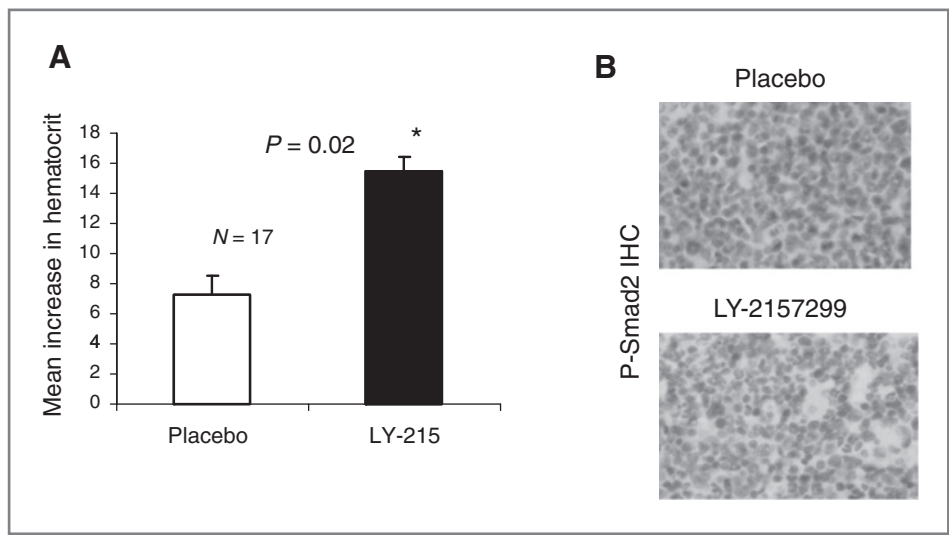 A
Mean increase in hematocrit
18
16
14
12
10
8
6
4
2
0
P = 0.02
*
N = 17
Placebo
LY-215
B
Placebo
P-Smad2 IHC
LY-2157299